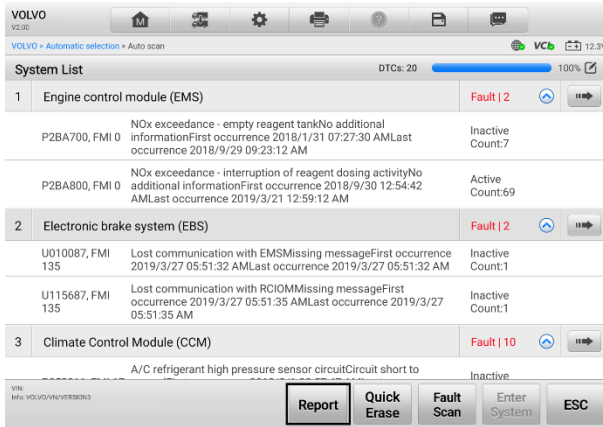 VOLVO
V2.00
VOLVO > Automatic selection > Auto scan
VCI 12.3V
System List DTCs: 20 100%
1 Engine control module (EMS) Fault | 2
P2BA700, FMI 0 NOx exceedance - empty reagent tankNo additional
informationFirst occurrence 2018/1/31 07:27:30 AMLast
occurrence 2018/9/29 09:23:12 AM
Inactive
Count:7
P2BA800, FMI 0 NOx exceedance - interruption of reagent dosing activityNo
additional informationFirst occurrence 2018/9/30 12:54:42
AMLast occurrence 2019/3/21 12:59:12 AM
Active
Count:69
2 Electronic brake system (EBS) Fault | 2
U010087, FMI
135
Lost communication with EMSMissing messageFirst occurrence
2019/3/27 05:51:32 AMLast occurrence 2019/3/27 05:51:32 AM
Inactive
Count:1
U115687, FMI
135
Lost communication with RCIOMMissing messageFirst
occurrence 2019/3/27 05:51:35 AMLast occurrence 2019/3/27
05:51:35 AM
Inactive
Count:1
3 Climate Control Module (CCM) Fault | 10
A/C refrigerant high pressure sensor circuitCircuit short to
Inactive
VIN:
Info: VOLVO/VN/VERSION3
Report
Quick
Erase
Fault
Scan
Enter
System
ESC